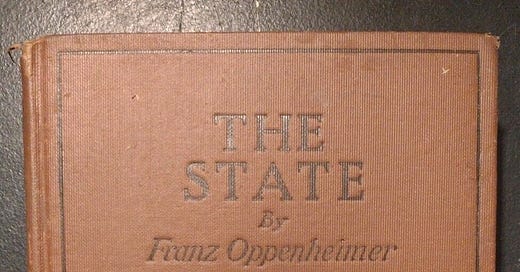 THE
STATE
By
Franz Oppenheimer